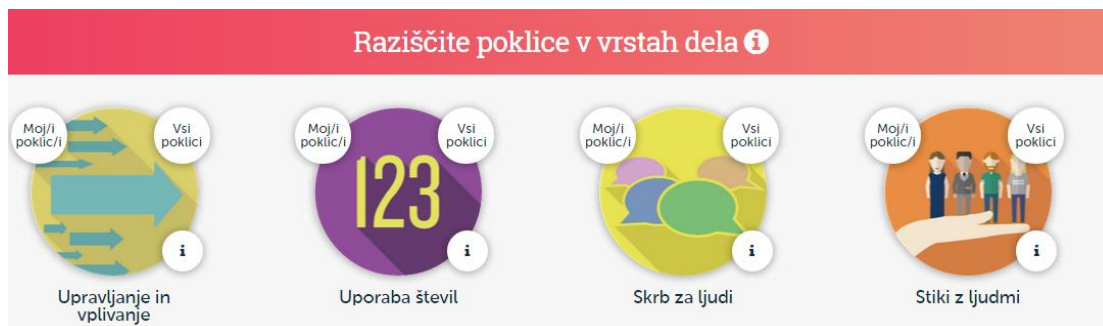 Raziščite poklice v vrstah dela i
Moj/i
poklic/i
Vsi
poklici
i
Upravljanje in
vplivanje
Moj/i
poklic/i
Vsi
poklici
123
i
Uporaba števil
Moj/i
poklic/i
Vsi
poklici
i
Skrb za ljudi
Moj/i
poklic/i
Vsi
poklici
i
Stiki z ljudmi